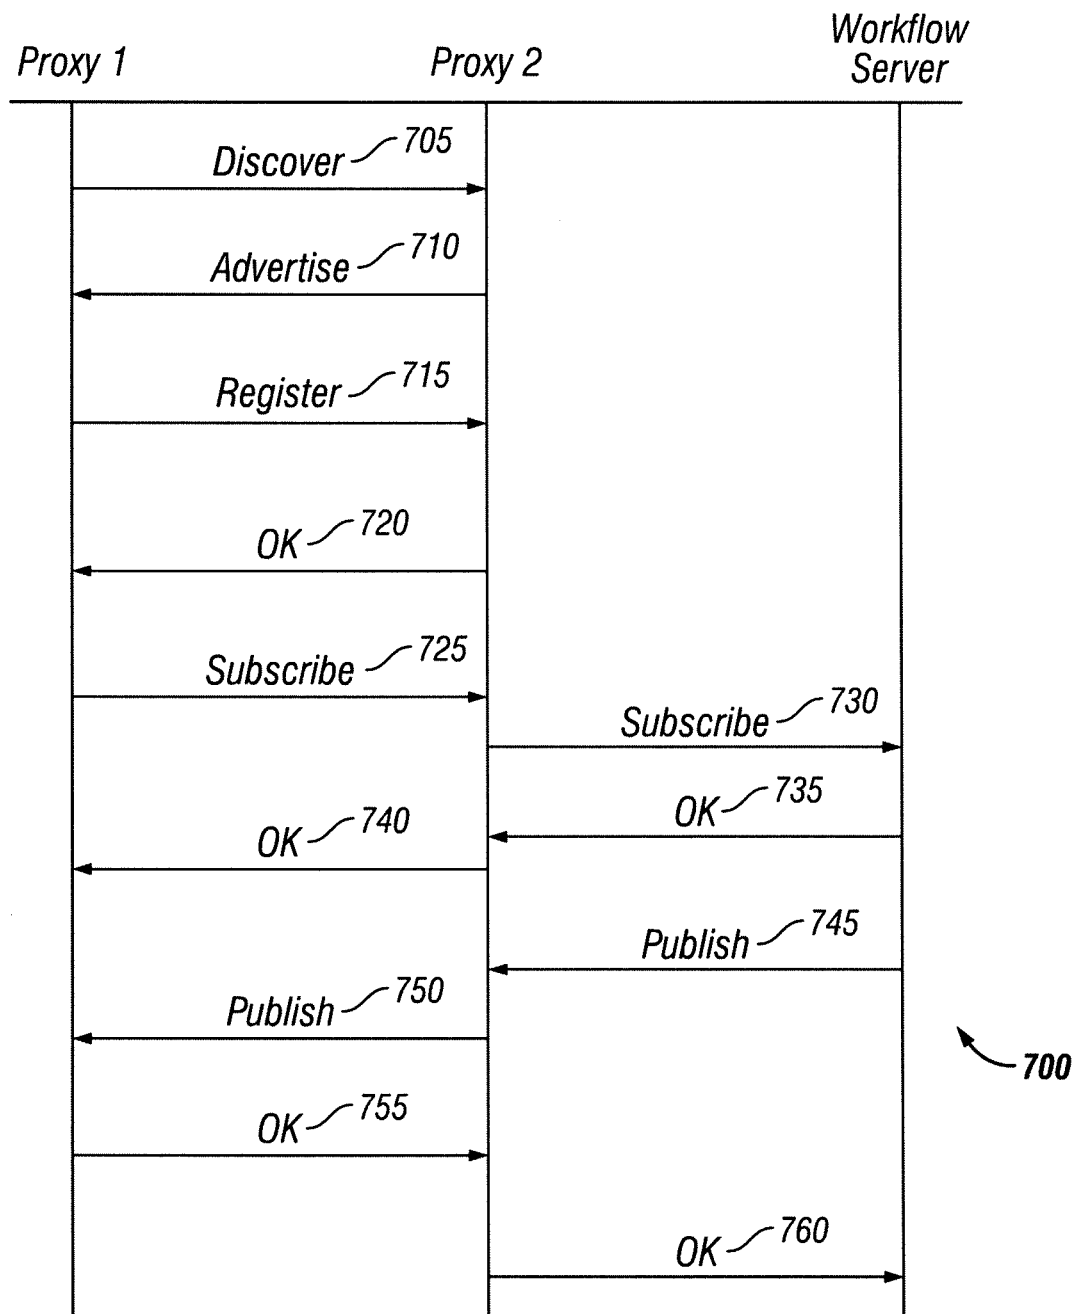 Proxy 1
Proxy 2
Workflow
Server
Discover
705
Advertise
710
Register
715
OK
720
Subscribe
725
Subscribe
730
OK
735
OK
740
Publish
745
Publish
750
700
OK
755
OK
760